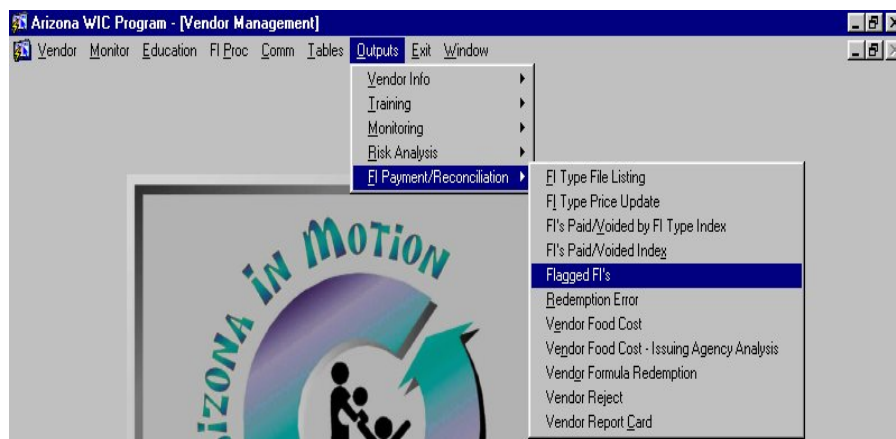 Arizona WIC Program - [Vendor Management]
Vendor Monitor Education FI Proc Comm Tables Outputs Exit Window
Vendor Info
Training
Monitoring
Risk Analysis
FI Payment/Reconciliation
FI Type File Listing
FI Type Price Update
FI's Paid/Voided by FI Type Index
FI's Paid/Voided Index
Flagged FI's
Redemption Error
Vendor Food Cost
Vendor Food Cost - Issuing Agency Analysis
Vendor Formula Redemption
Vendor Reject
Vendor Report Card
iZONA in MOTiON